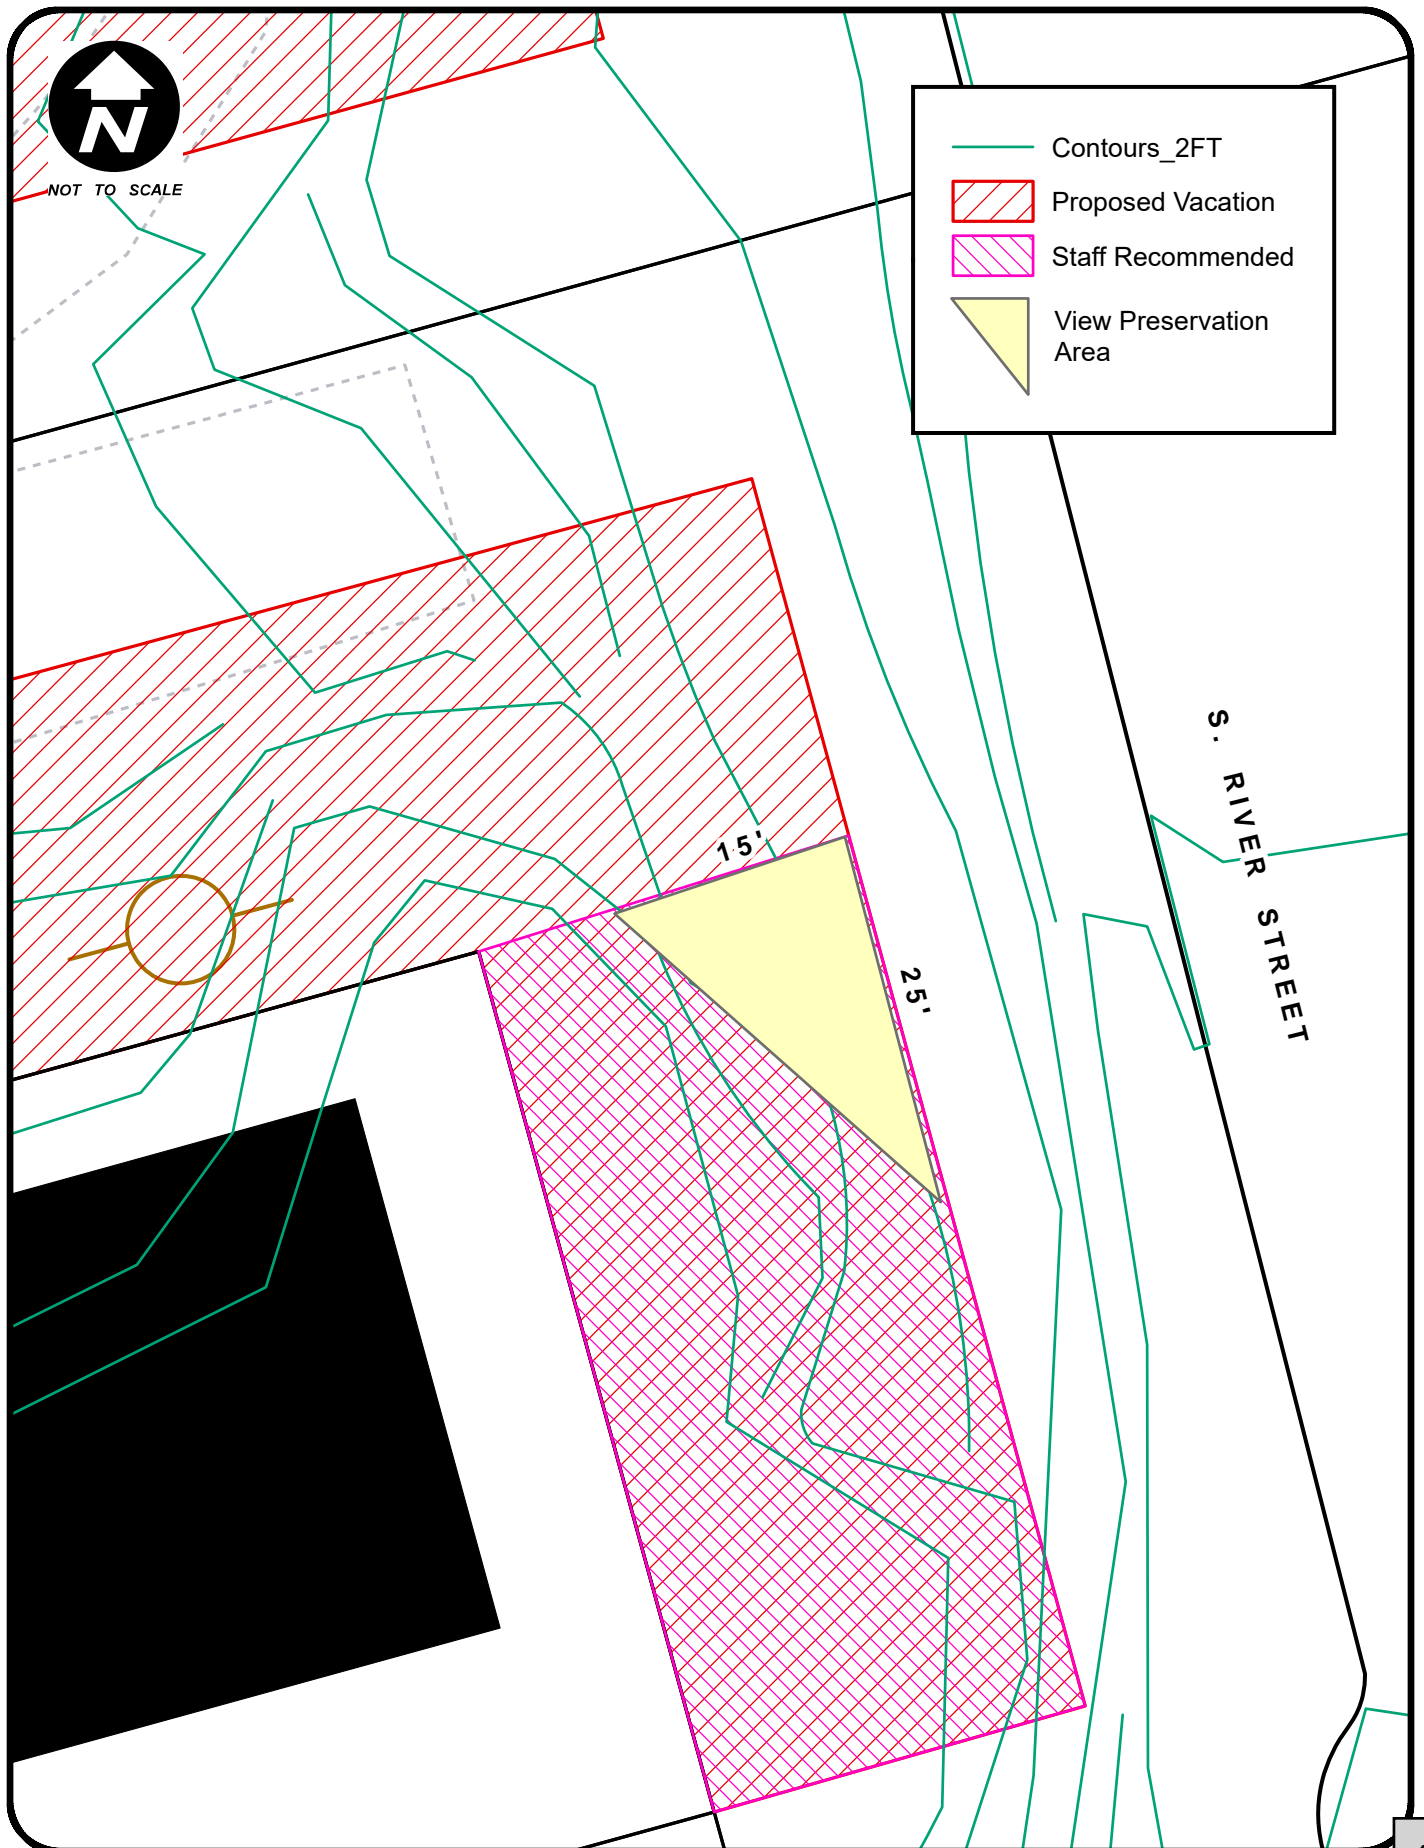 N
NOT TO SCALE
Contours_2FT
Proposed Vacation
Staff Recommended
View Preservation
Area
15'
25'
S. RIVER STREET